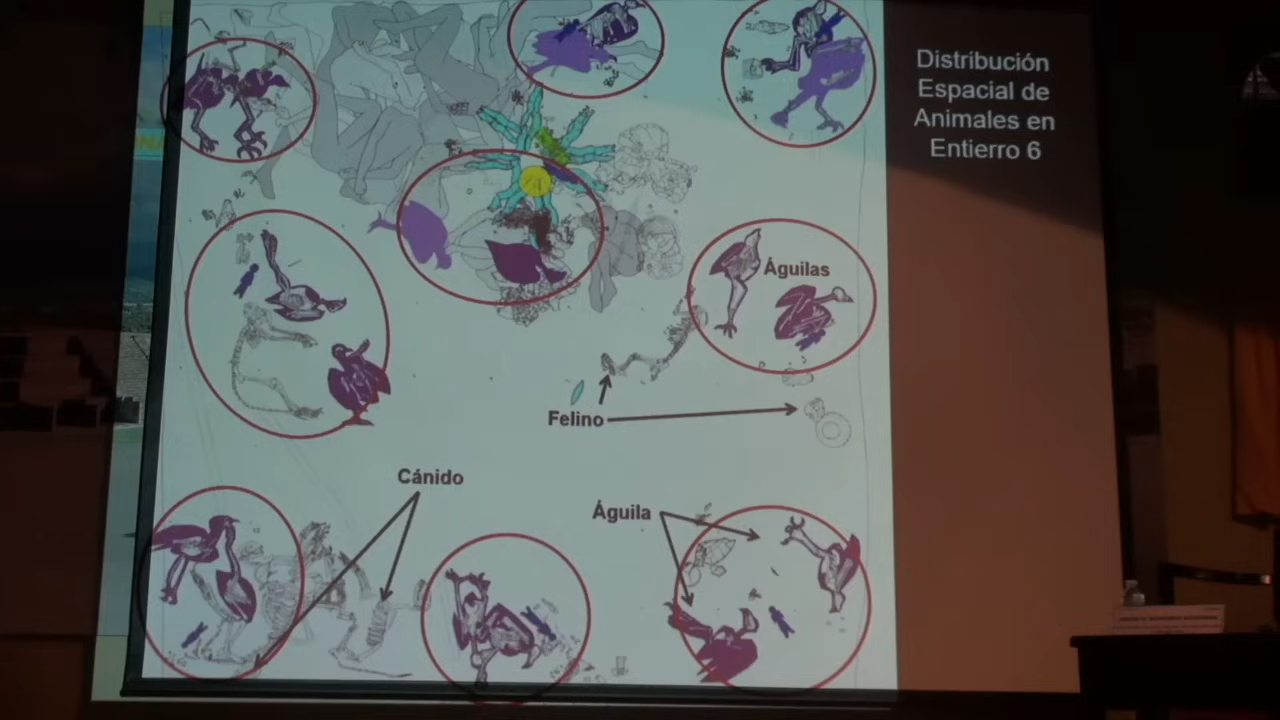 Distribución
Espacial de
Animales en
Entierro 6
Águilas
Felino
Cánido
Águila